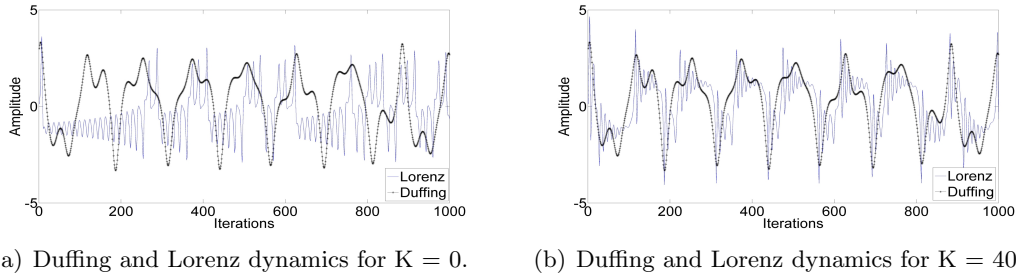 5
0
-5
Amplitude
0 200 400 600 800 1000
Iterations
Lorenz
Duffing
a) Duffing and Lorenz dynamics for K = 0.
5
0
-5
Amplitude
0 200 400 600 800 1000
Iterations
Lorenz
Duffing
(b) Duffing and Lorenz dynamics for K = 40